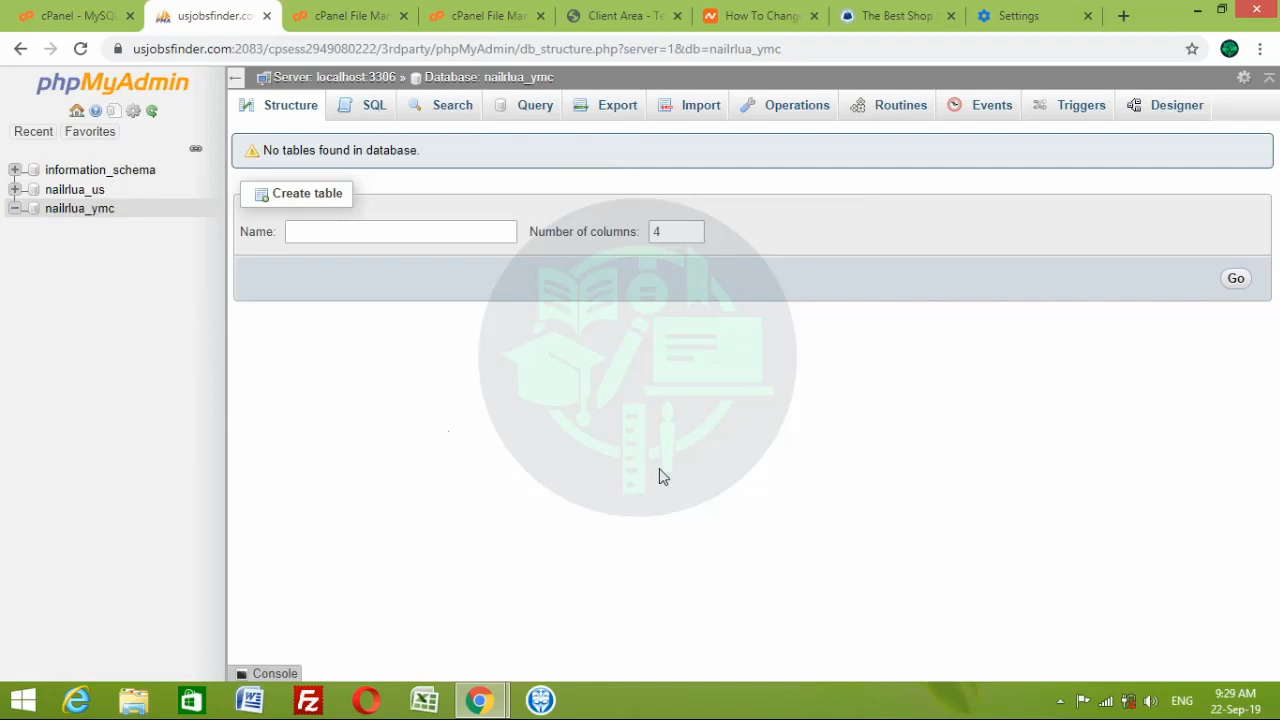 cPanel - MySQ
usjobsfinder.co
cPanel File Mar
cPanel File Mar
Client Area - Te
How To Chang
The Best Shop
Settings
usjobsfinder.com:2083/cpsess2949080222/3rdparty/phpMyAdmin/db_structure.php?server=1&db=nailrlua_ymc
phpMyAdmin
Server: localhost:3306 » Database: nailrlua_ymc
Structure
SQL
Search
Query
Export
Import
Operations
Routines
Events
Triggers
Designer
Recent
Favorites
No tables found in database.
information_schema
nailrlua_us
nailrlua_ymc
Create table
Name:
Number of columns: 4
Go
Console
ENG
9:29 AM
22-Sep-19